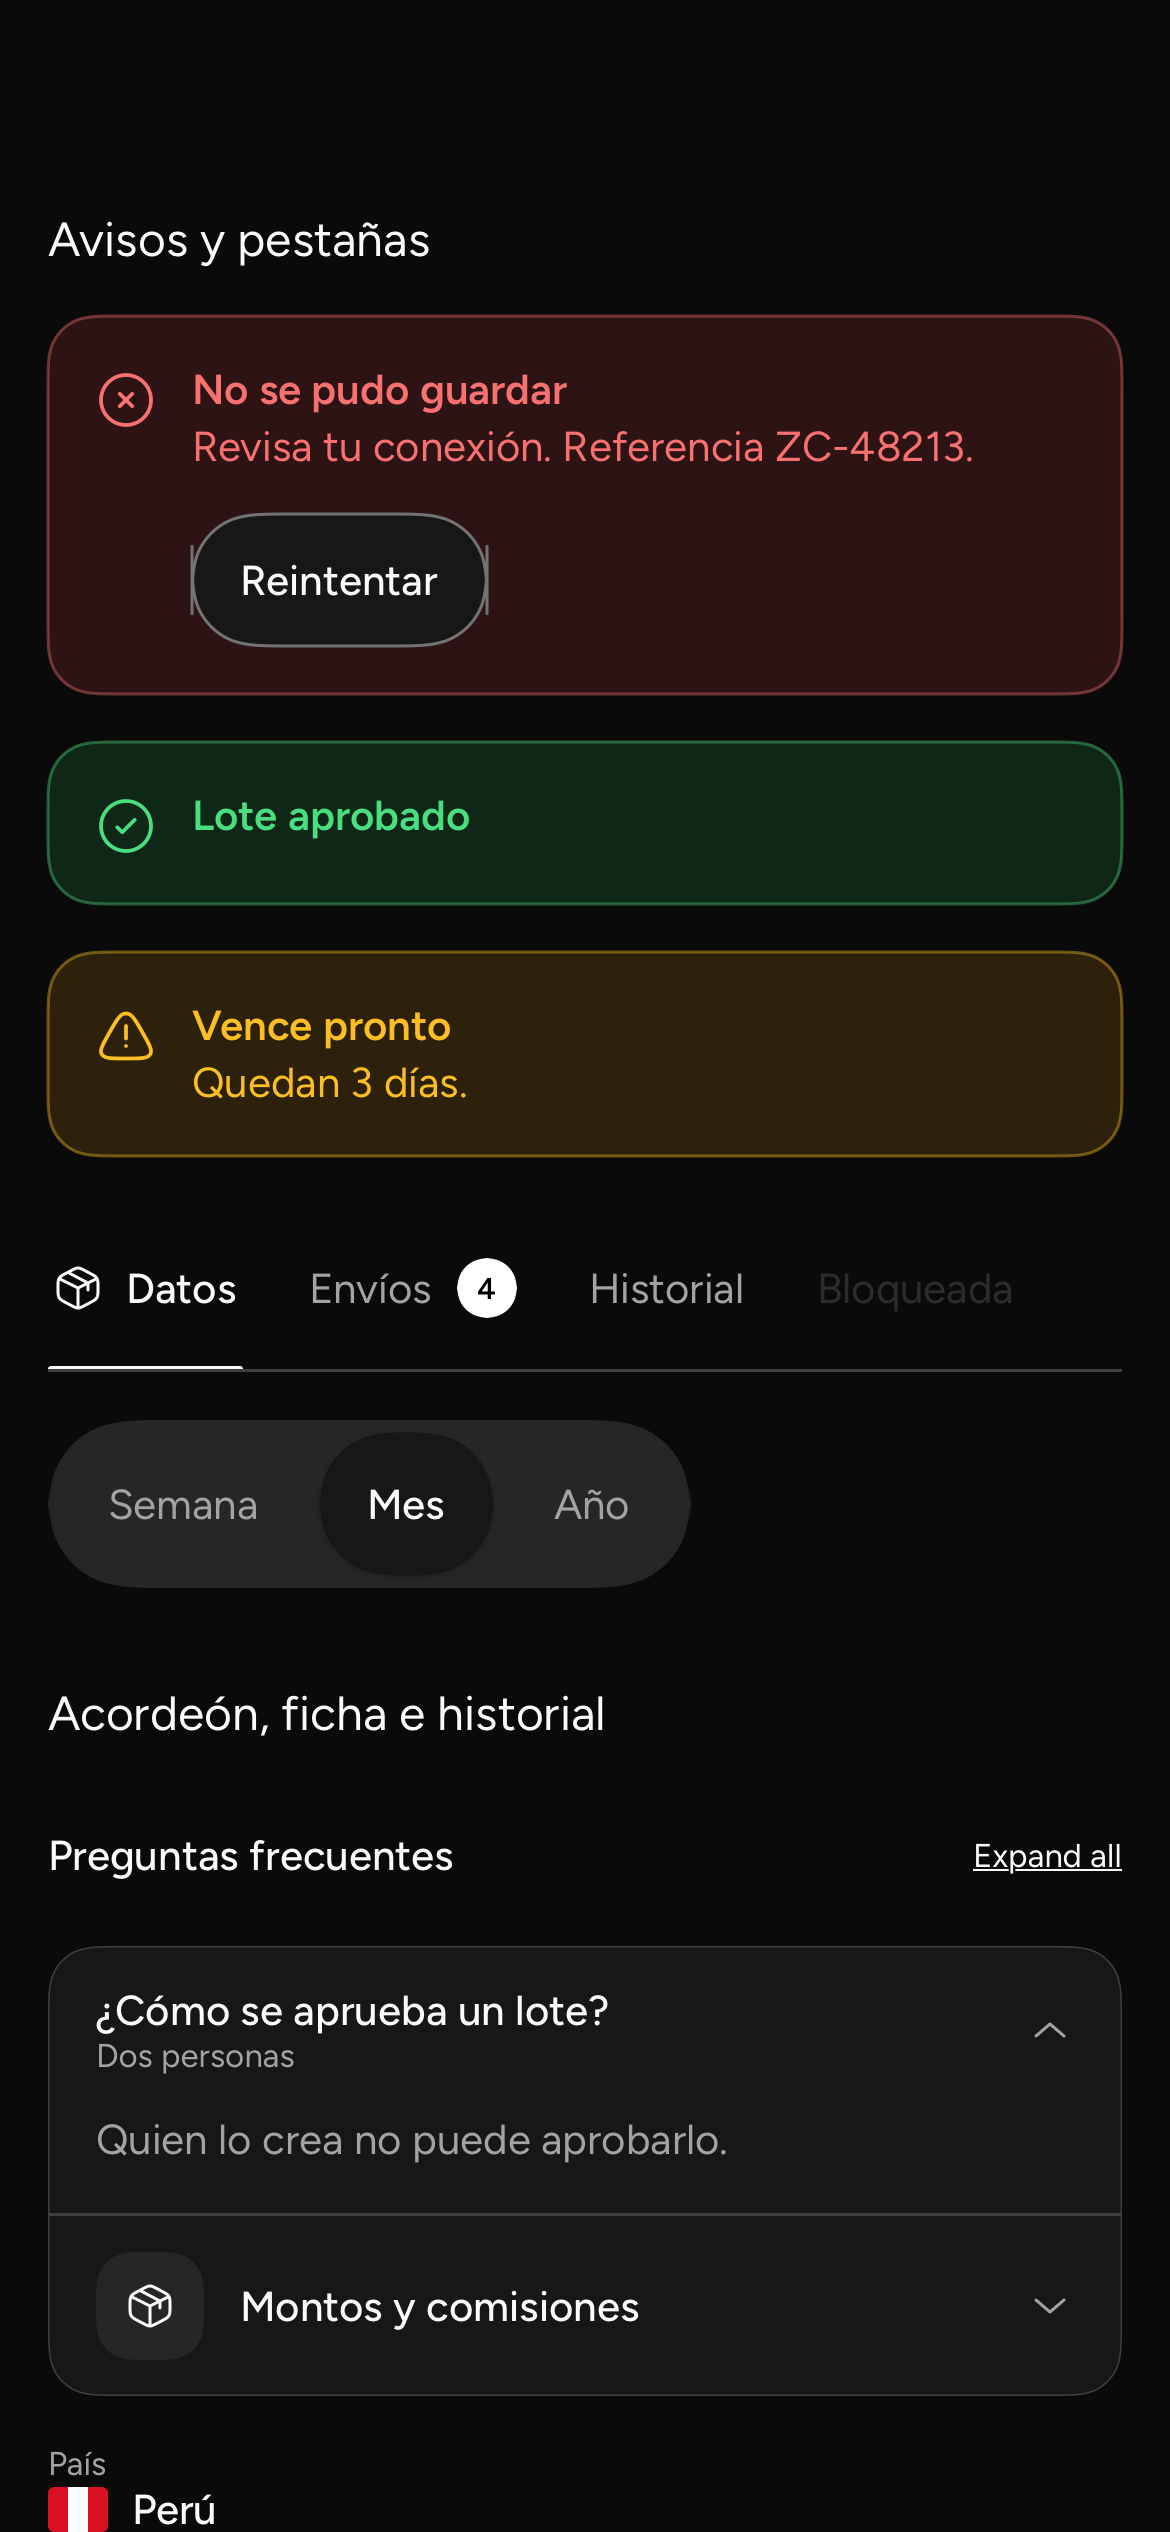 Avisos y pestañas
No se pudo guardar
Revisa tu conexión. Referencia ZC-48213.
Reintentar
Lote aprobado
Vence pronto
Quedan 3 días.
Datos Envíos 4 Historial Bloqueada
Semana Mes Año
Acordeón, ficha e historial
Preguntas frecuentes Expand all
¿Cómo se aprueba un lote?
Dos personas
Quien lo crea no puede aprobarlo.
Montos y comisiones
País
Perú